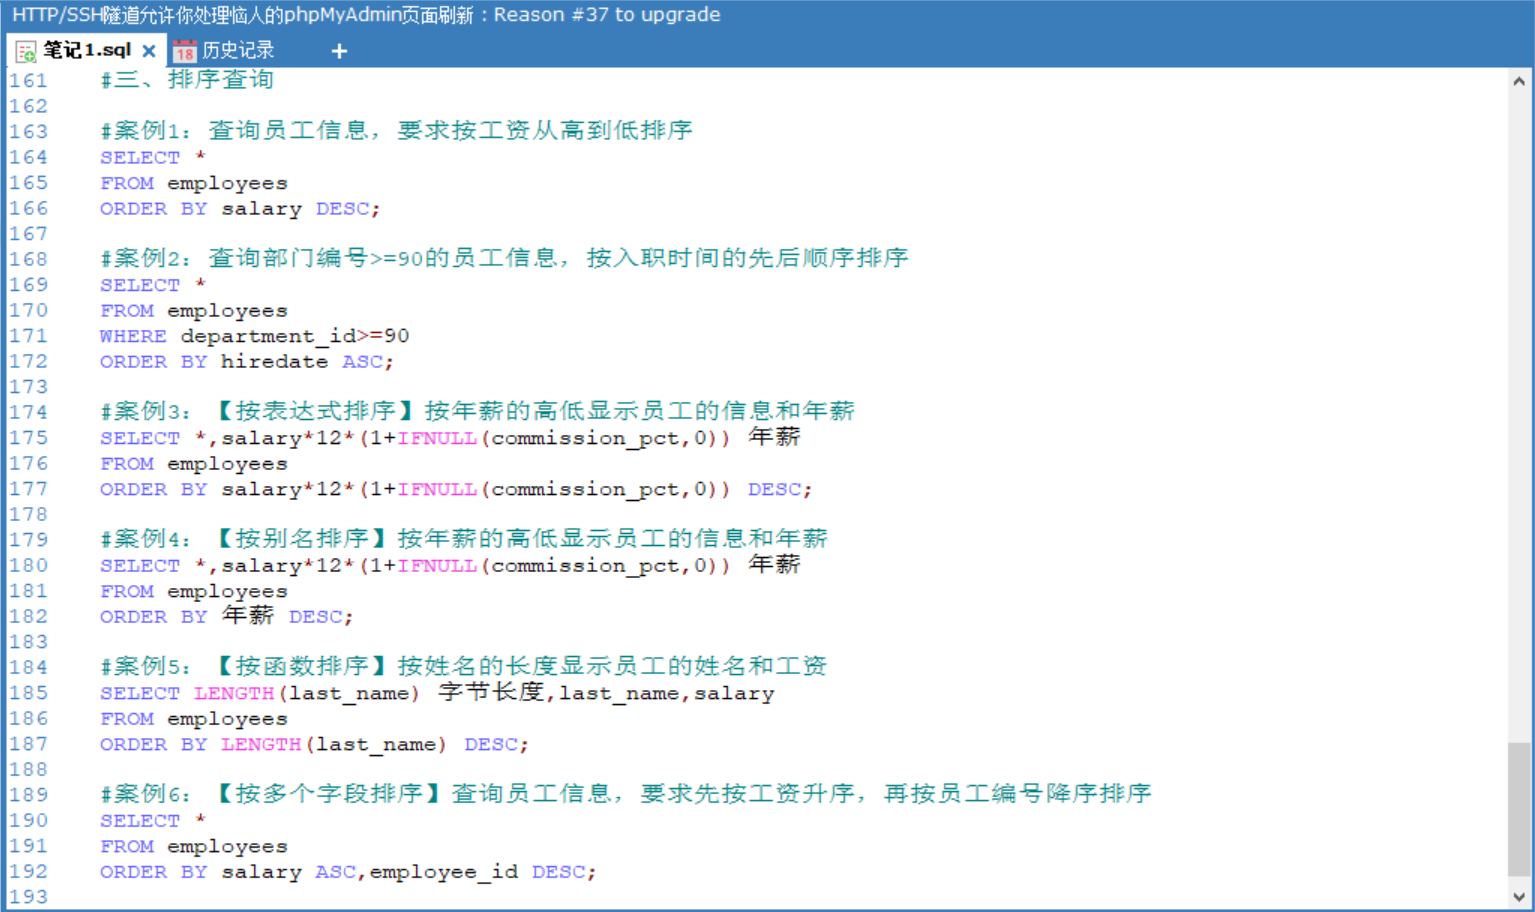 HTTP/SSH隧道允许你处理恼人的phpMyAdmin页面刷新：Reason #37 to upgrade
笔记1.sql × 18 历史记录 +
161 #三、排序查询
162
163 #案例1：查询员工信息，要求按工资从高到低排序
164 SELECT *
165 FROM employees
166 ORDER BY salary DESC;
167
168 #案例2：查询部门编号>=90的员工信息，按入职时间的先后顺序排序
169 SELECT *
170 FROM employees
171 WHERE department_id>=90
172 ORDER BY hiredate ASC;
173
174 #案例3：【按表达式排序】按年薪的高低显示员工的信息和年薪
175 SELECT *,salary*12*(1+IFNULL(commission_pct,0)) 年薪
176 FROM employees
177 ORDER BY salary*12*(1+IFNULL(commission_pct,0)) DESC;
178
179 #案例4：【按别名排序】按年薪的高低显示员工的信息和年薪
180 SELECT *,salary*12*(1+IFNULL(commission_pct,0)) 年薪
181 FROM employees
182 ORDER BY 年薪 DESC;
183
184 #案例5：【按函数排序】按姓名的长度显示员工的姓名和工资
185 SELECT LENGTH(last_name) 字节长度,last_name,salary
186 FROM employees
187 ORDER BY LENGTH(last_name) DESC;
188
189 #案例6：【按多个字段排序】查询员工信息，要求先按工资升序，再按员工编号降序排序
190 SELECT *
191 FROM employees
192 ORDER BY salary ASC,employee_id DESC;
193